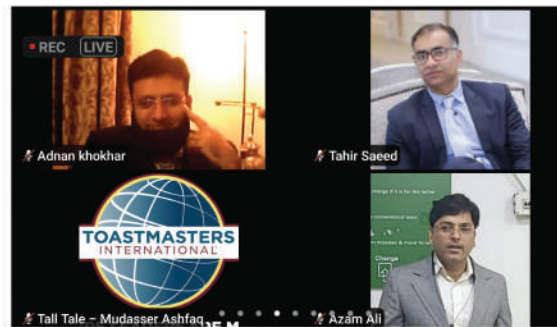 REC LIVE
Adnan khokhar
Tahir Saeed
TOASTMASTERS
INTERNATIONAL
Change
Tall Tale – Mudasser Ashfaq
Azam Ali